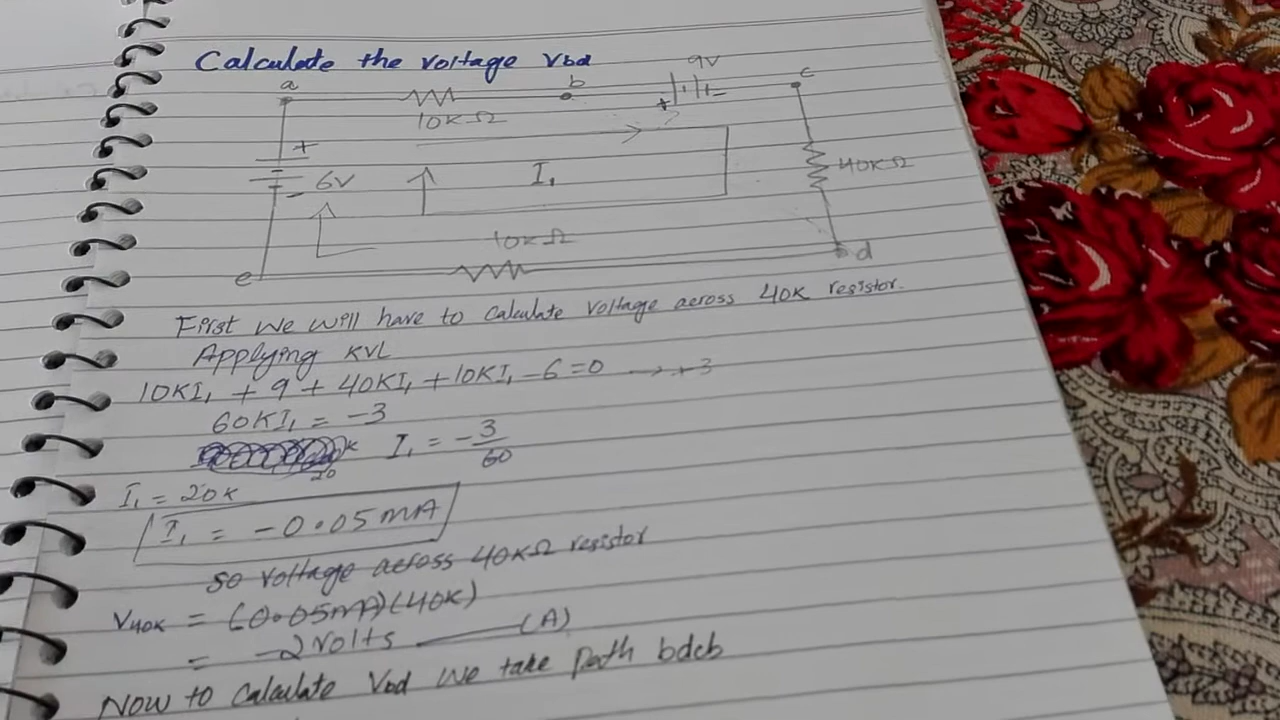 Calculate the voltage Vbd
a
b
9V
c
+
-
10KΩ
+
6V
-
I₁
40KΩ
10KΩ
e
d
First We Will have to calculate voltage across 40K resistor.
Applying KVL
10KI₁ + 9 + 40KI₁ + 10KI₁ - 6 = 0 → +3
60KI₁ = -3
I₁ = -3/60
20
I₁ = 20K
I₁ = -0.05mA
So voltage across 40KΩ resistor
V40K = (0.05mA)(40K)
= -2 volts ——— (A)
Now to Calculate Vbd We take path bdcb